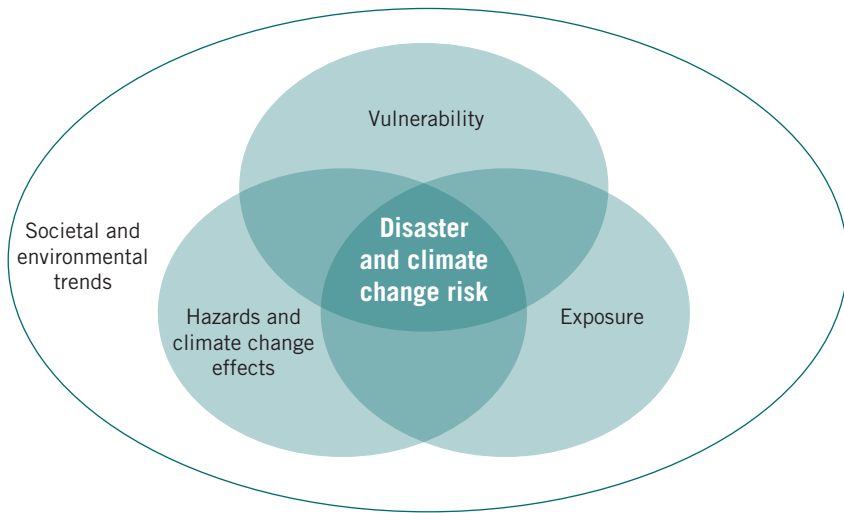 Vulnerability
Societal and
environmental
trends
Disaster
and climate
change risk
Hazards and
climate change
effects
Exposure